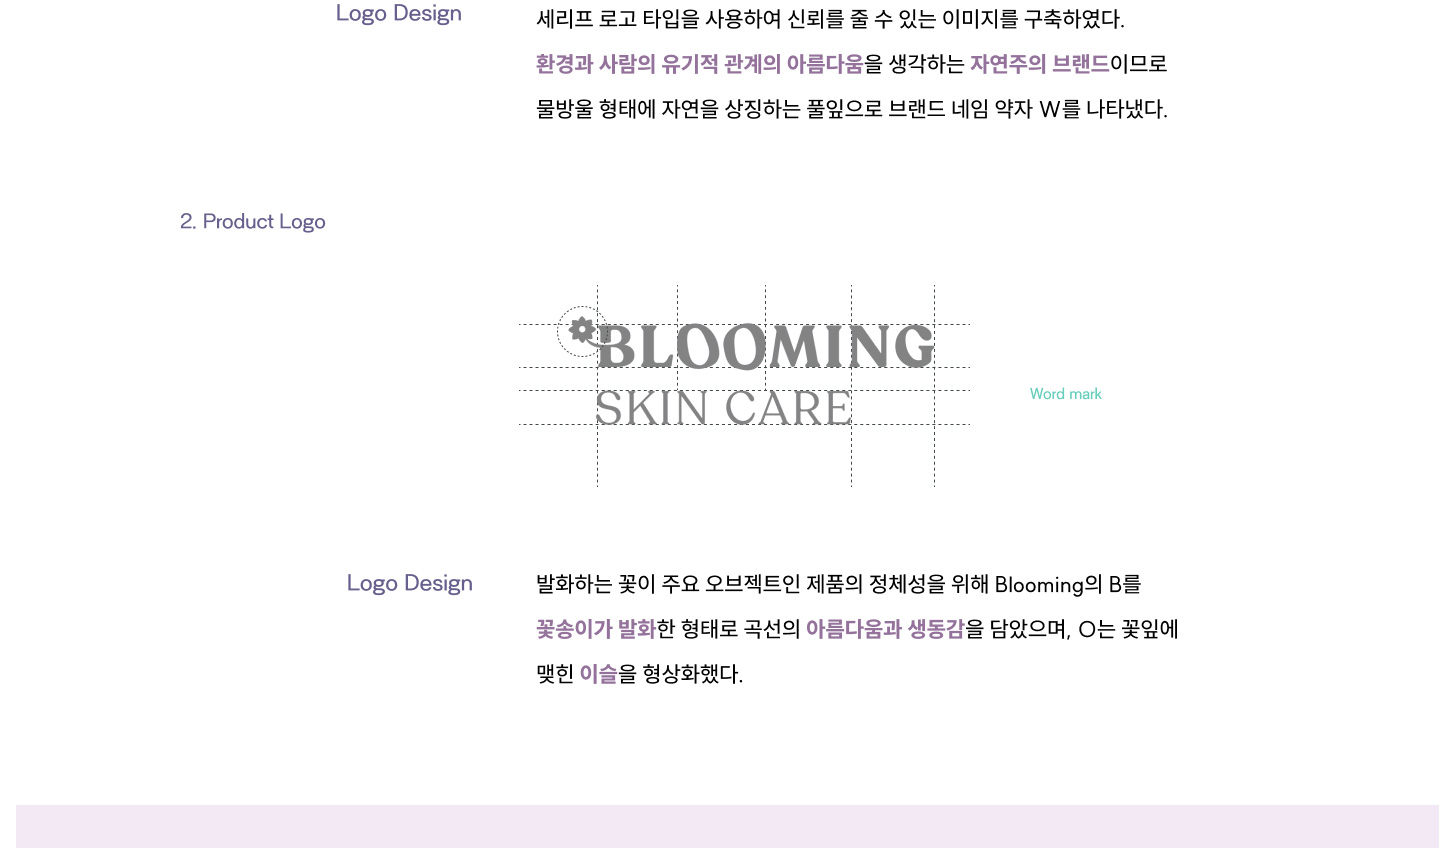 Logo Design
세리프 로고 타입을 사용하여 신뢰를 줄 수 있는 이미지를 구축하였다.
환경과 사람의 유기적 관계의 아름다움을 생각하는 자연주의 브랜드이므로
물방울 형태에 자연을 상징하는 풀잎으로 브랜드 네임 약자 W를 나타냈다.
2. Product Logo
BLOOMING
SKIN CARE
Word mark
Logo Design
발화하는 꽃이 주요 오브젝트인 제품의 정체성을 위해 Blooming의 B를
꽃송이가 발화한 형태로 곡선의 아름다움과 생동감을 담았으며, O는 꽃잎에
맺힌 이슬을 형상화했다.